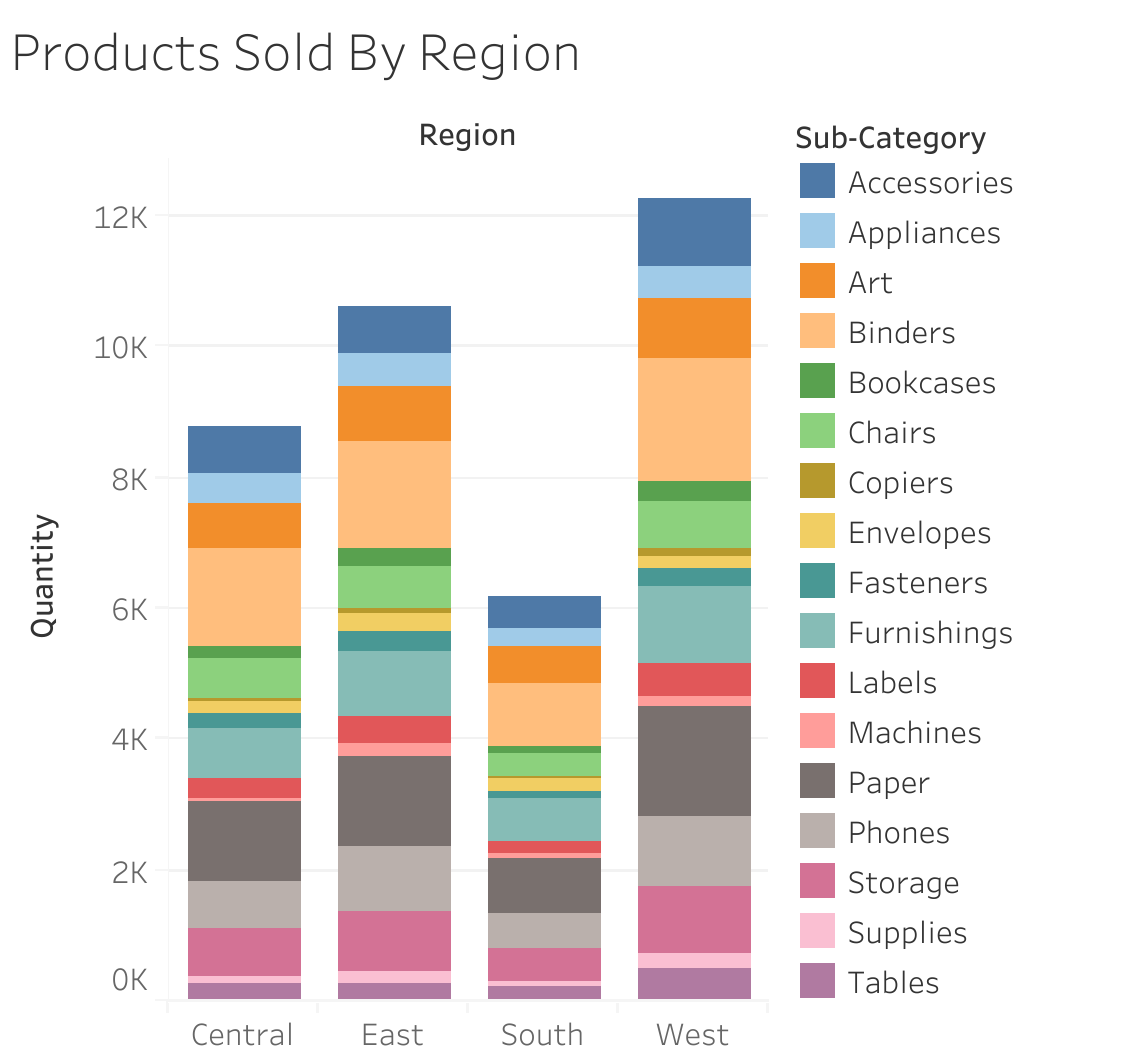 Products Sold By Region
Region
Sub-Category
Accessories
Appliances
Art
Binders
Bookcases
Chairs
Copiers
Envelopes
Fasteners
Furnishings
Labels
Machines
Paper
Phones
Storage
Supplies
Tables
Quantity
12K
10K
8K
6K
4K
2K
0K
Central East South West